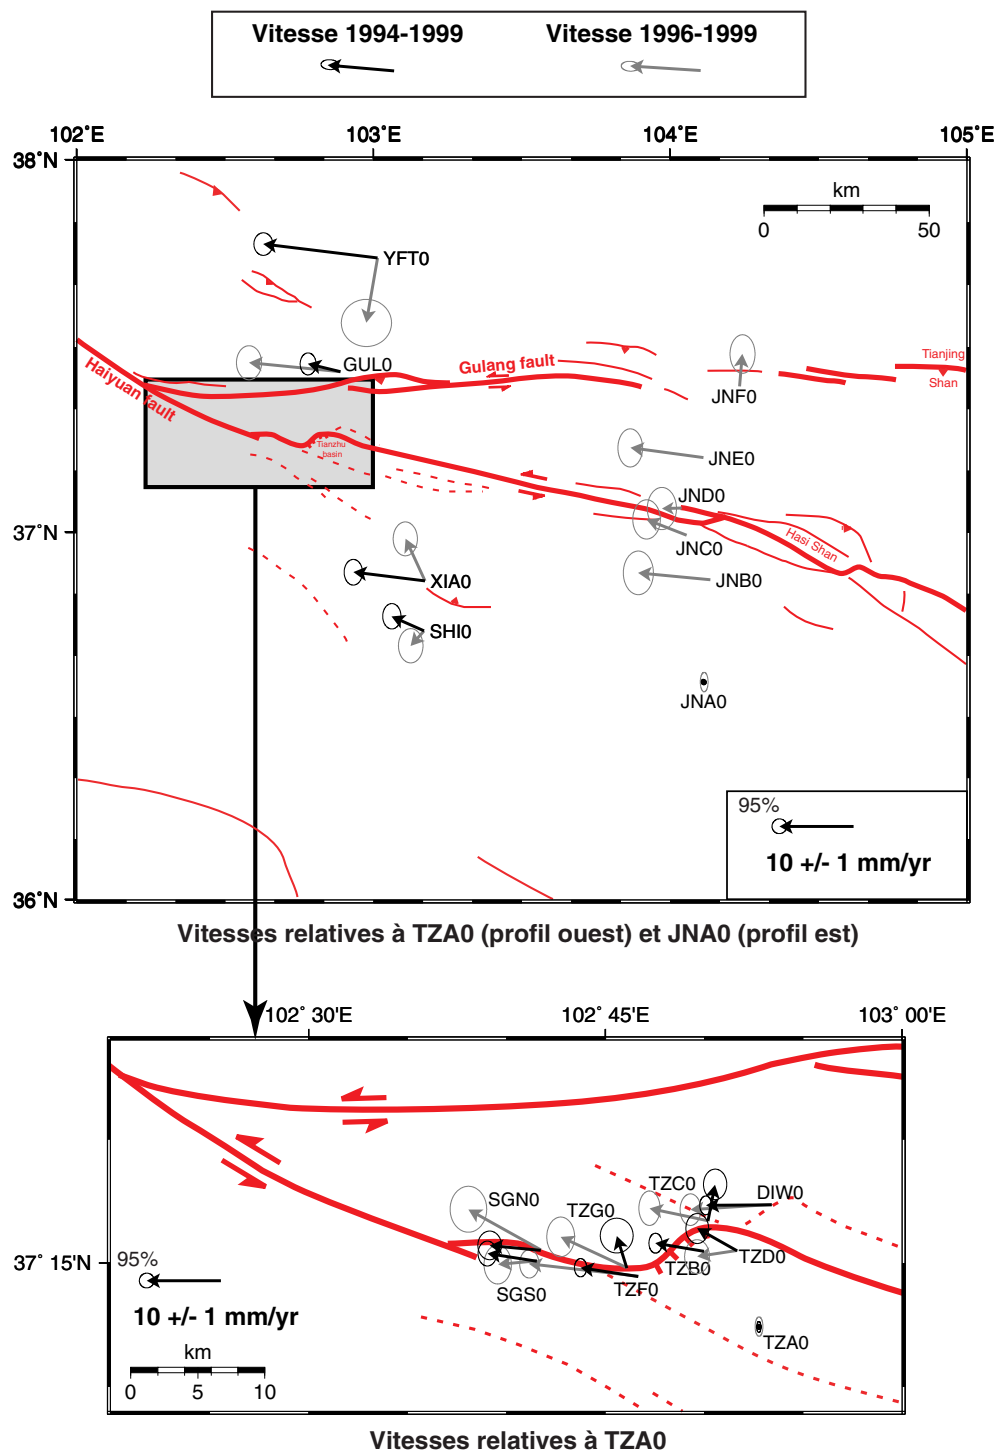 Vitesse 1994-1999 Vitesse 1996-1999
102˚E 103˚E 104˚E 105˚E
38˚N
km
0 50
YFT0
GUL0
Gulang fault
Tianjing
Shan
JNF0
Haiyuan fault
Tianzhu
basin
JNE0
JND0
37˚N
JNC0
Hasi Shan
JNB0
XIA0
SHI0
JNA0
95%
10 +/- 1 mm/yr
36˚N
Vitesses relatives à TZA0 (profil ouest) et JNA0 (profil est)
102˚ 30'E 102˚ 45'E 103˚ 00'E
SGN0
TZG0
TZC0
DIW0
37˚ 15'N
TZD0
TZB0
TZF0
SGS0
TZA0
95%
10 +/- 1 mm/yr
km
0 5 10
Vitesses relatives à TZA0